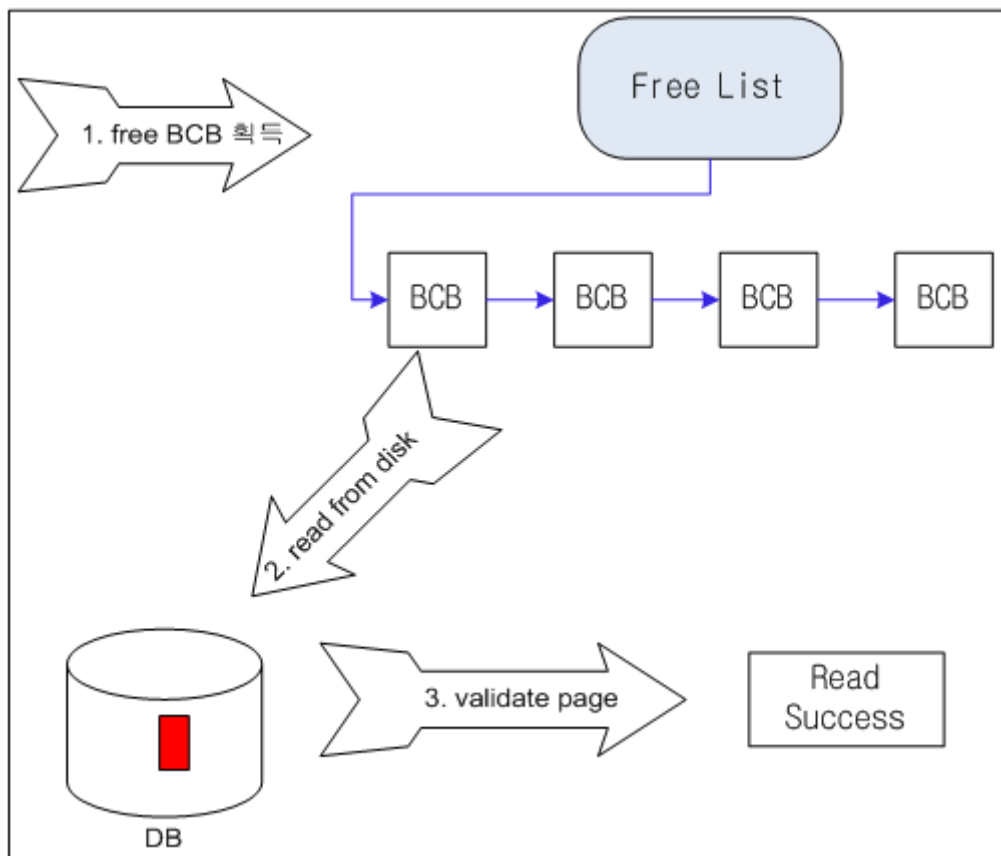 Free List
1. free BCB 획득
BCB
BCB
BCB
BCB
2. read from disk
3. validate page
Read
Success
DB